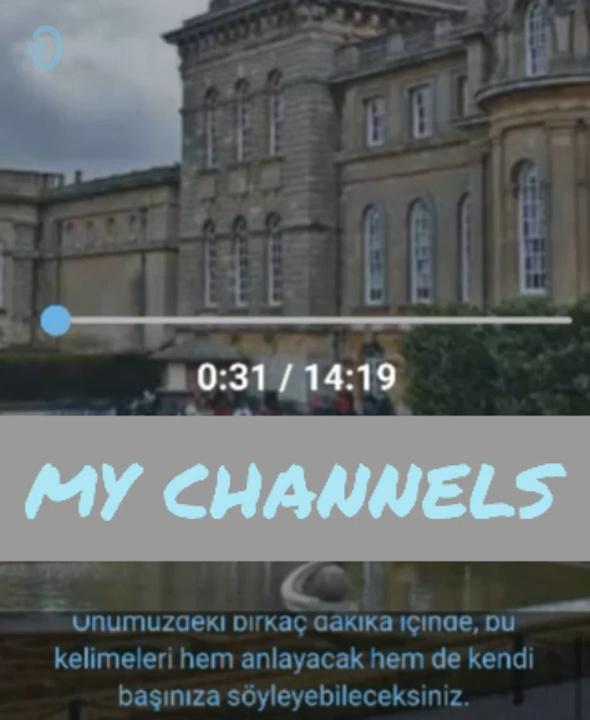 0:31 / 14:19
MY CHANNELS
Önümüzdeki birkaç dakika içinde, bu
kelimeleri hem anlayacak hem de kendi
başınıza söyleyebileceksiniz.